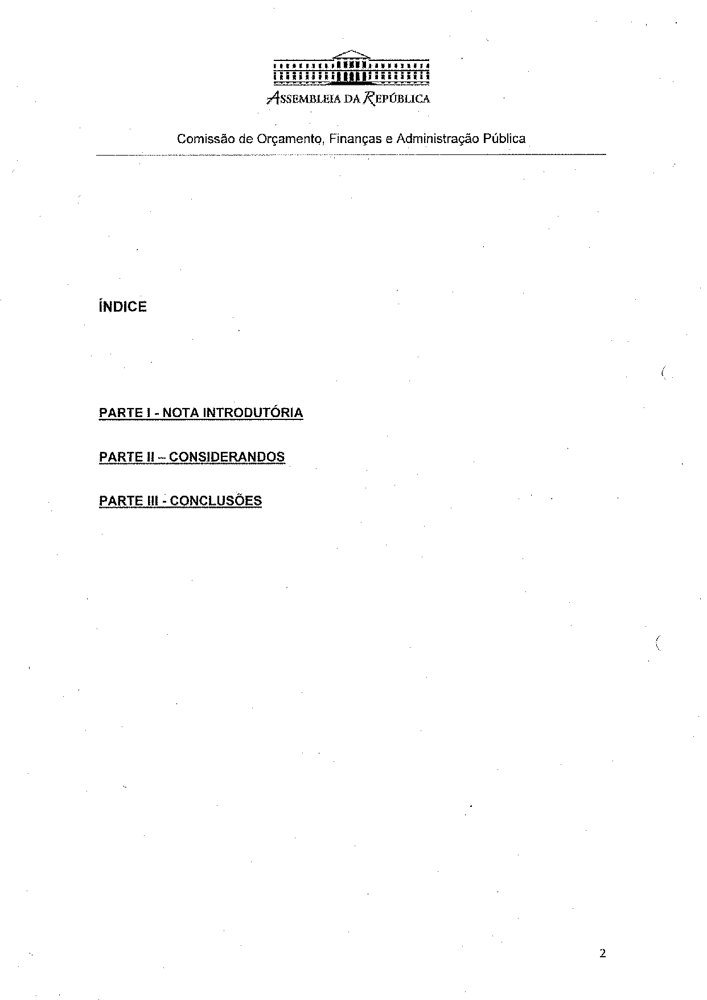 ASSEMBLEIA DA REPÚBLICA
Comissão de Orçamento, Finanças e Administração Pública
ÍNDICE
PARTE I - NOTA INTRODUTÓRIA
PARTE II – CONSIDERANDOS
PARTE III - CONCLUSÕES
2